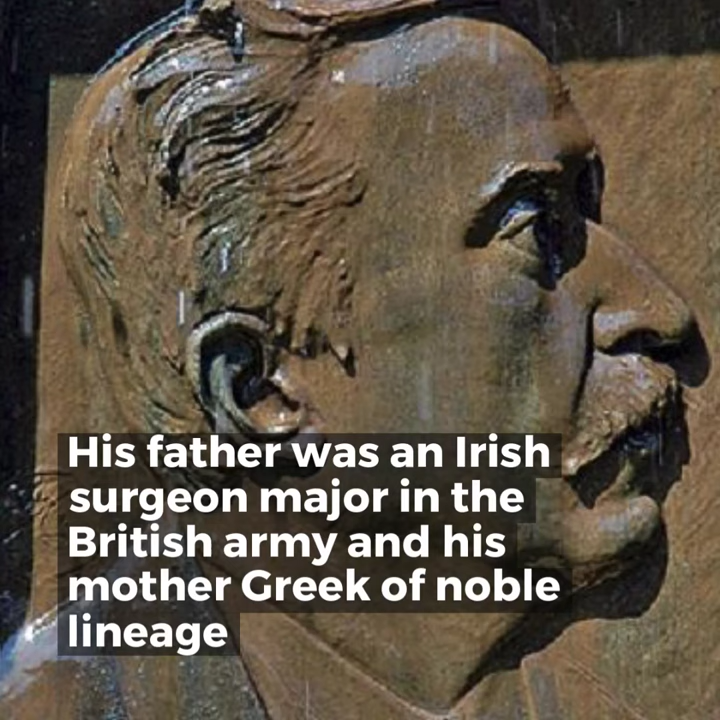 His father was an Irish
surgeon major in the
British army and his
mother Greek of noble
lineage